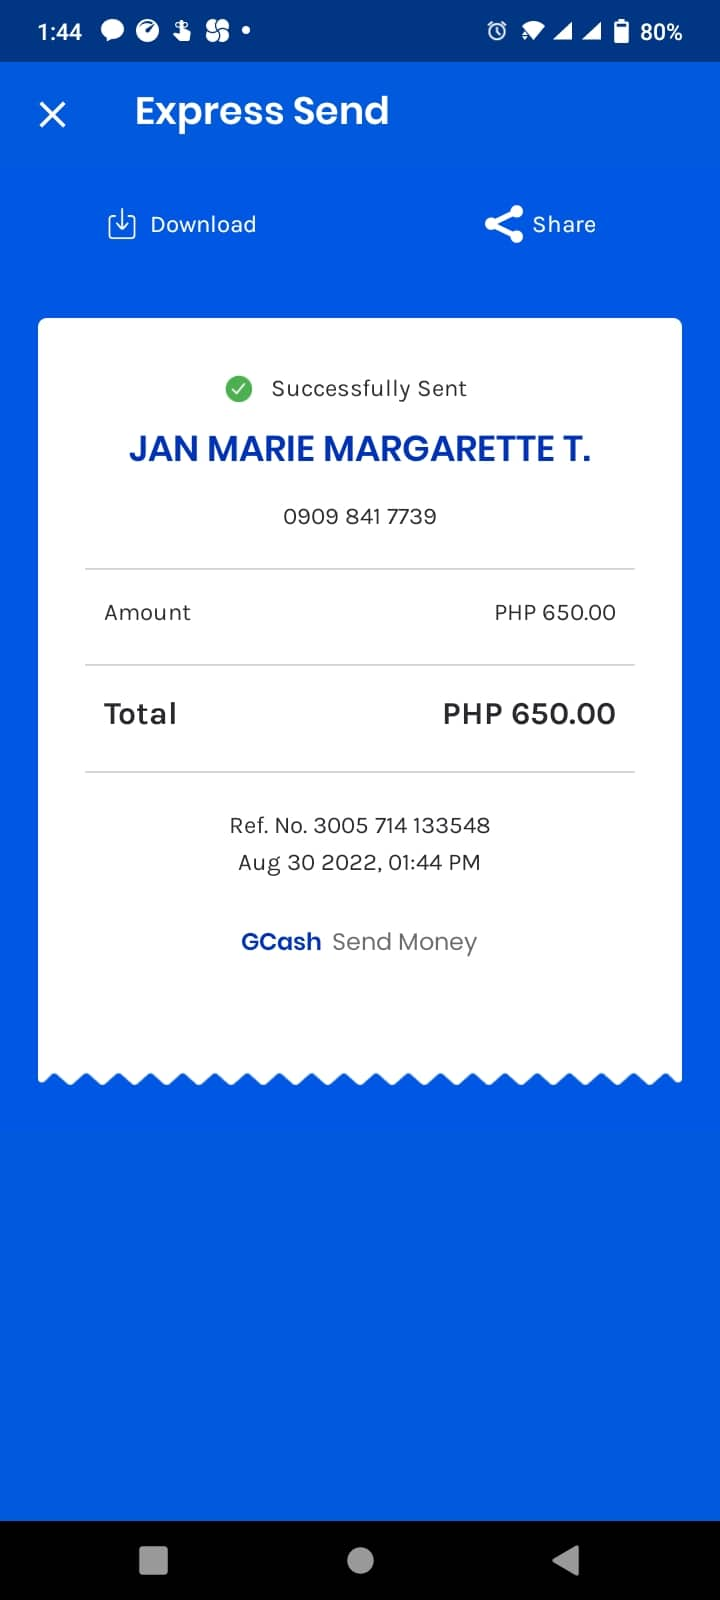 1:44 80%
Express Send
Download Share
Successfully Sent
JAN MARIE MARGARETTE T.
0909 841 7739
Amount PHP 650.00
Total PHP 650.00
Ref. No. 3005 714 133548
Aug 30 2022, 01:44 PM
GCash Send Money